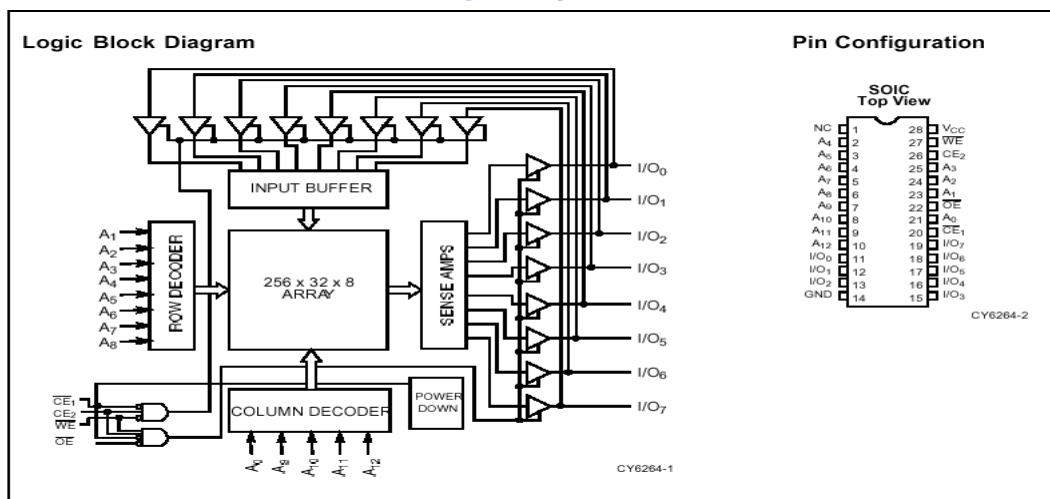 Logic Block Diagram
Pin Configuration
SOIC
Top View
INPUT BUFFER
I/O0
I/O1
I/O2
I/O3
I/O4
I/O5
I/O6
I/O7
A1
A2
A3
A4
A5
A6
A7
A8
ROW DECODER
256 x 32 x 8
ARRAY
SENSE AMPS
CE1
CE2
WE
OE
COLUMN DECODER
POWER
DOWN
A0
A9
A10
A11
A12
CY6264-1
NC 1 28 VCC
A4 2 27 WE
A5 3 26 CE2
A6 4 25 A3
A7 5 24 A2
A8 6 23 A1
A9 7 22 OE
A10 8 21 A0
A11 9 20 CE1
A12 10 19 I/O7
I/O0 11 18 I/O6
I/O1 12 17 I/O5
I/O2 13 16 I/O4
GND 14 15 I/O3
CY6264-2